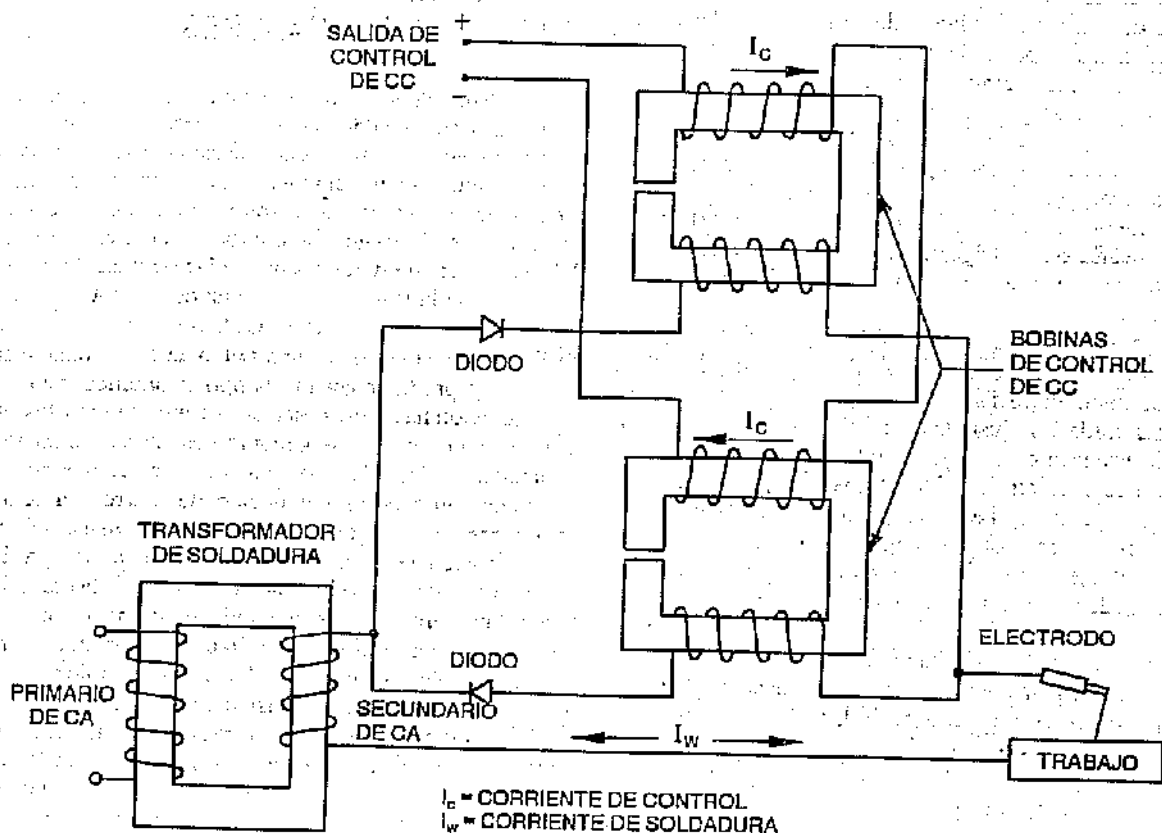 SALIDA DE
CONTROL
DE CC
+
−
I_C
DIODO
BOBINAS
DE CONTROL
DE CC
I_C
TRANSFORMADOR
DE SOLDADURA
PRIMARIO
DE CA
DIODO
SECUNDARIO
DE CA
ELECTRODO
I_W
TRABAJO
I_c = CORRIENTE DE CONTROL
I_w = CORRIENTE DE SOLDADURA